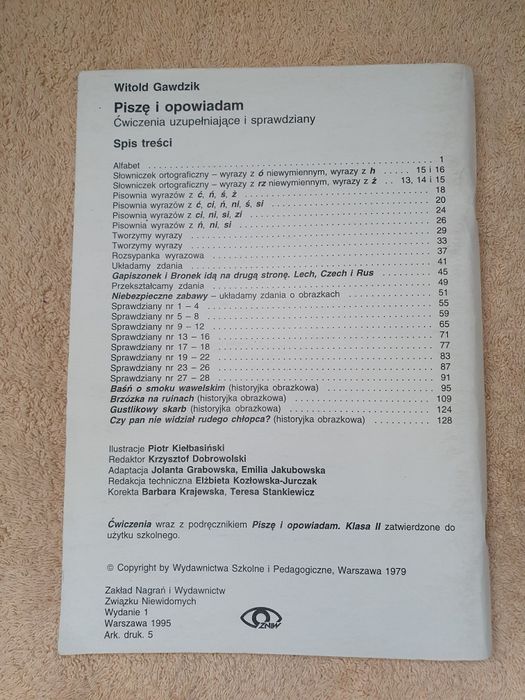 Witold Gawdzik
Piszę i opowiadam
Ćwiczenia uzupełniające i sprawdziany
Spis treści
Alfabet . . . 1
Słowniczek ortograficzny – wyrazy z ó niewymiennym, wyrazy z h . . . 15 i 16
Słowniczek ortograficzny – wyrazy z rz niewymiennym, wyrazy z ż . . . 13, 14 i 15
Pisownia wyrazów z ć, ń, ś, ż . . . 18
Pisownia wyrazów z ć, ci, ń, ni, ś, si . . . 20
Pisownią wyrazów z ci, ni, si, zi . . . 24
Pisownia wyrazów z ń, ni, si . . . 26
Tworzymy wyrazy . . . 29
Tworzymy wyrazy . . . 33
Rozsypanka wyrazowa . . . 37
Układamy zdania . . . 41
Gapiszonek i Bronek idą na drugą stronę. Lech, Czech i Rus . . . 45
Przekształcamy zdania . . . 49
Niebezpieczne zabawy – układamy zdania o obrazkach . . . 51
Sprawdziany nr 1 – 4 . . . 55
Sprawdziany nr 5 – 8 . . . 59
Sprawdziany nr 9 – 12 . . . 65
Sprawdziany nr 13 – 16 . . . 71
Sprawdziany nr 17 – 18 . . . 77
Sprawdziany nr 19 – 22 . . . 83
Sprawdziany nr 23 – 26 . . . 87
Sprawdziany nr 27 – 28 . . . 91
Baśń o smoku wawelskim (historyjka obrazkowa) . . . 95
Brzózka na ruinach (historyjka obrazkowa) . . . 109
Gustlikowy skarb (historyjka obrazkowa) . . . 124
Czy pan nie widział rudego chłopca? (historyjka obrazkowa) . . . 128
Ilustracje Piotr Kiełbasiński
Redaktor Krzysztof Dobrowolski
Adaptacja Jolanta Grabowska, Emilia Jakubowska
Redakcja techniczna Elżbieta Kozłowska-Jurczak
Korekta Barbara Krajewska, Teresa Stankiewicz
Ćwiczenia wraz z podręcznikiem Piszę i opowiadam. Klasa II zatwierdzone do
użytku szkolnego.
© Copyright by Wydawnictwa Szkolne i Pedagogiczne, Warszawa 1979
Zakład Nagrań i Wydawnictw
Związku Niewidomych
Wydanie 1
Warszawa 1995
Ark. druk. 5
ZNiW